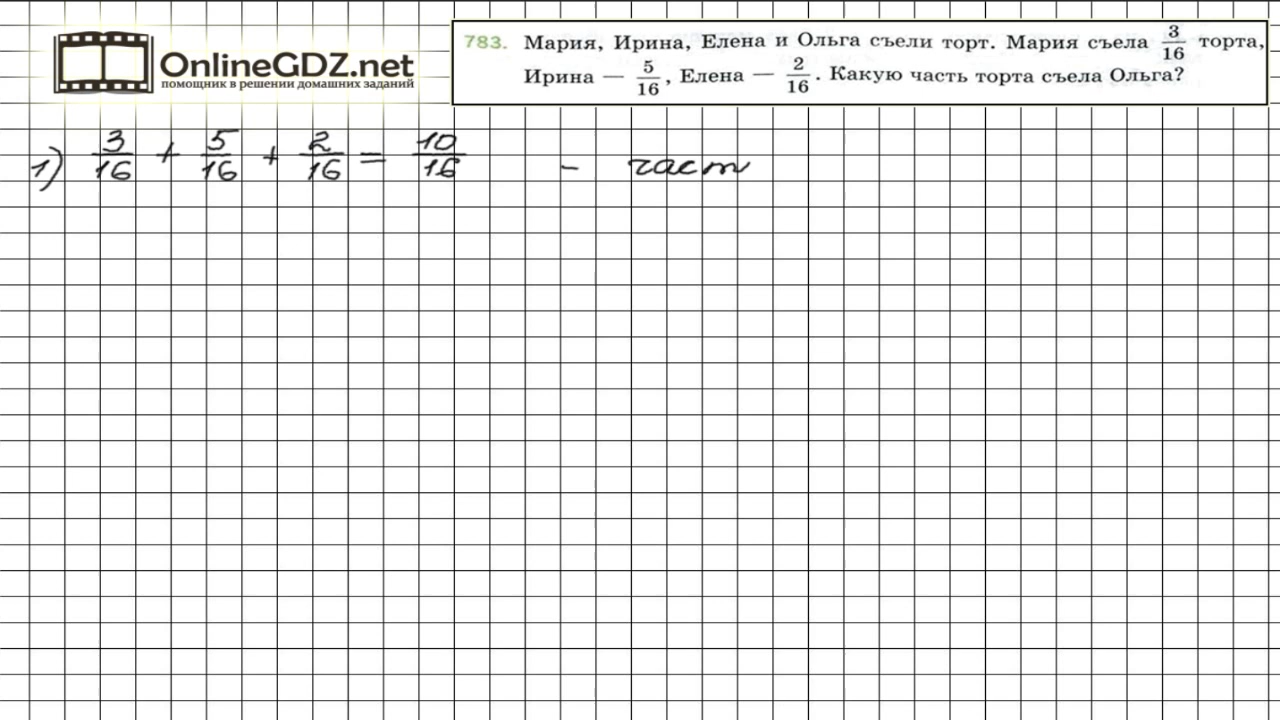 OnlineGDZ.net
помощник в решении домашних заданий
783. Мария, Ирина, Елена и Ольга съели торт. Мария съела 3/16 торта,
Ирина — 5/16, Елена — 2/16. Какую часть торта съела Ольга?
1) 3/16 + 5/16 + 2/16 = 10/16 - част